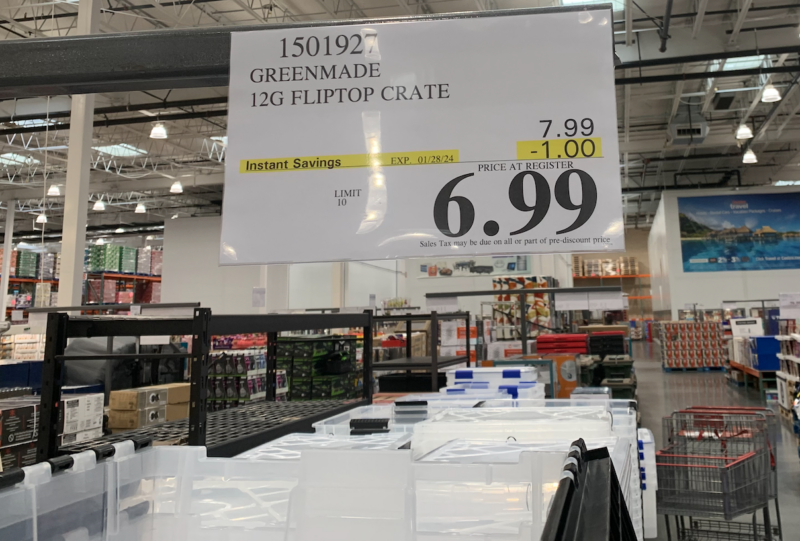 1501927
GREENMADE
12G FLIPTOP CRATE
7.99
-1.00
Instant Savings EXP. 01/28/24
PRICE AT REGISTER
LIMIT
10
6.99
Sales Tax may be due on all or part of pre-discount price